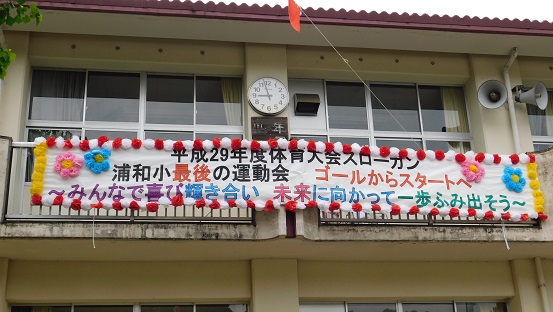 平成29年度体育大会スローガン
浦和小最後の運動会 ゴールからスタートへ
～みんなで喜び輝き合い 未来に向かって一歩ふみ出そう～